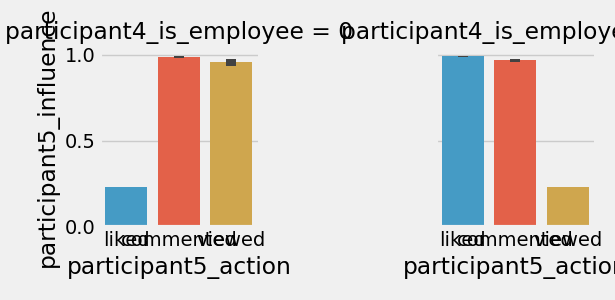 participant4_is_employee = 0
participant4_is_employe
participant5_influence
1.0
0.5
0.0
liked commented viewed
liked commented viewed
participant5_action
participant5_action